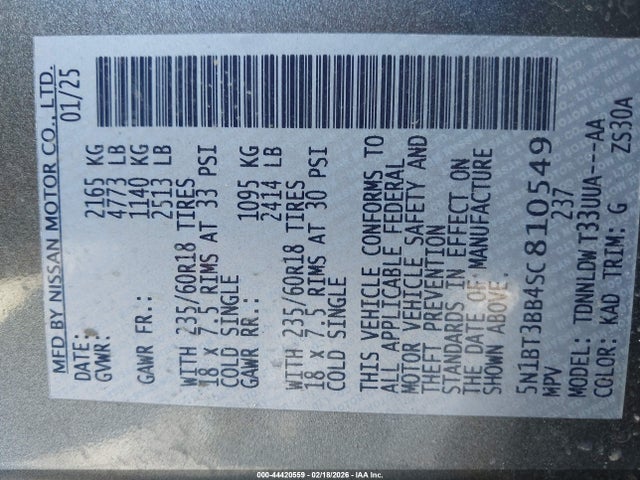 MFD BY NISSAN MOTOR CO., LTD.
DATE: 01/25
GVWR: 2165 KG
4773 LB
GAWR FR.: 1140 KG
2513 LB
WITH 235/60R18 TIRES
18 X 7.5 RIMS AT 33 PSI
COLD SINGLE
GAWR RR.: 1095 KG
2414 LB
WITH 235/60R18 TIRES
18 X 7.5 RIMS AT 30 PSI
COLD SINGLE
THIS VEHICLE CONFORMS TO
ALL APPLICABLE FEDERAL
MOTOR VEHICLE SAFETY AND
THEFT PREVENTION
STANDARDS IN EFFECT ON
THE DATE OF MANUFACTURE
SHOWN ABOVE.
5N1BT3BB4SC810549
MPV 237
MODEL: TDNNLDWT33UUA---AA
COLOR: KAD TRIM: G ZS30A
000-44420559 | 02/18/2026 | IAA Inc.